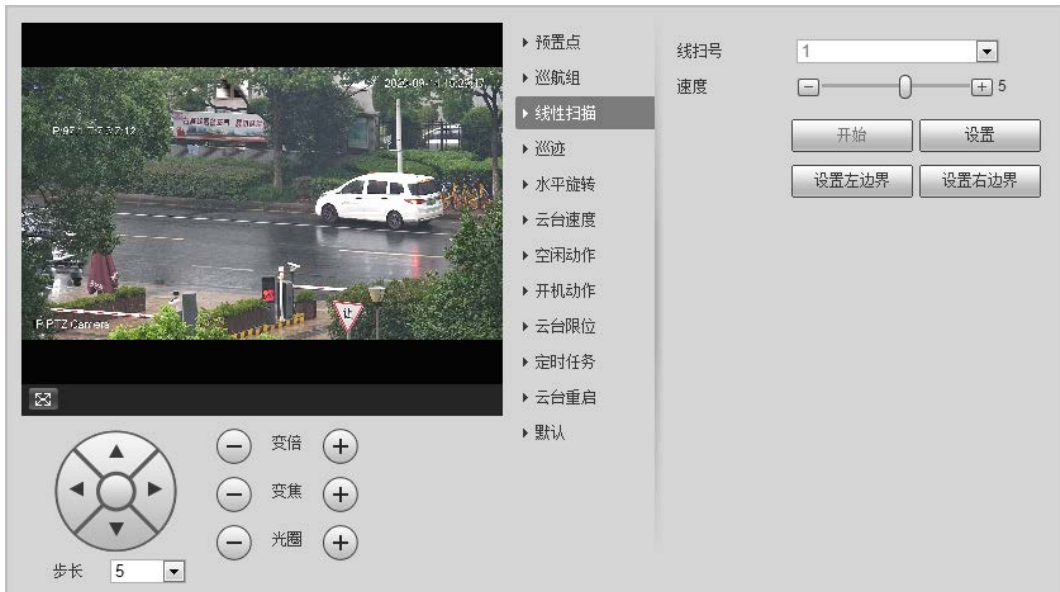 预置点
巡航组
线性扫描
巡迹
水平旋转
云台速度
空闲动作
开机动作
云台限位
定时任务
云台重启
默认
线扫号 1
速度 5
开始 设置
设置左边界 设置右边界
让
PTZ Camera
变倍
变焦
光圈
步长 5